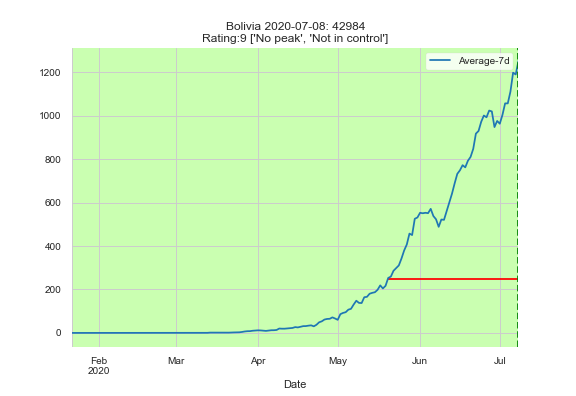 Bolivia 2020-07-08: 42984
Rating:9 ['No peak', 'Not in control']
Average-7d
1200
1000
800
600
400
200
0
Feb
2020
Mar
Apr
May
Jun
Jul
Date